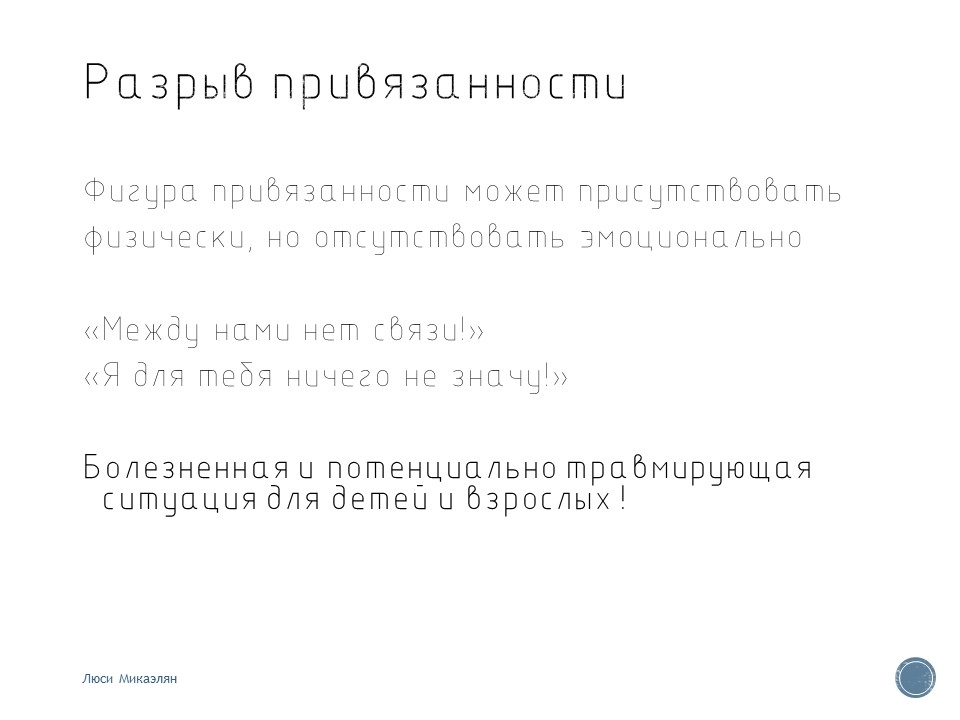 Разрыв привязанности
Фигура привязанности может присутствовать
физически, но отсутствовать эмоционально
«Между нами нет связи!»
«Я для тебя ничего не значу!»
Болезненная и потенциально травмирующая
ситуация для детей и взрослых !
Люси Микаэлян